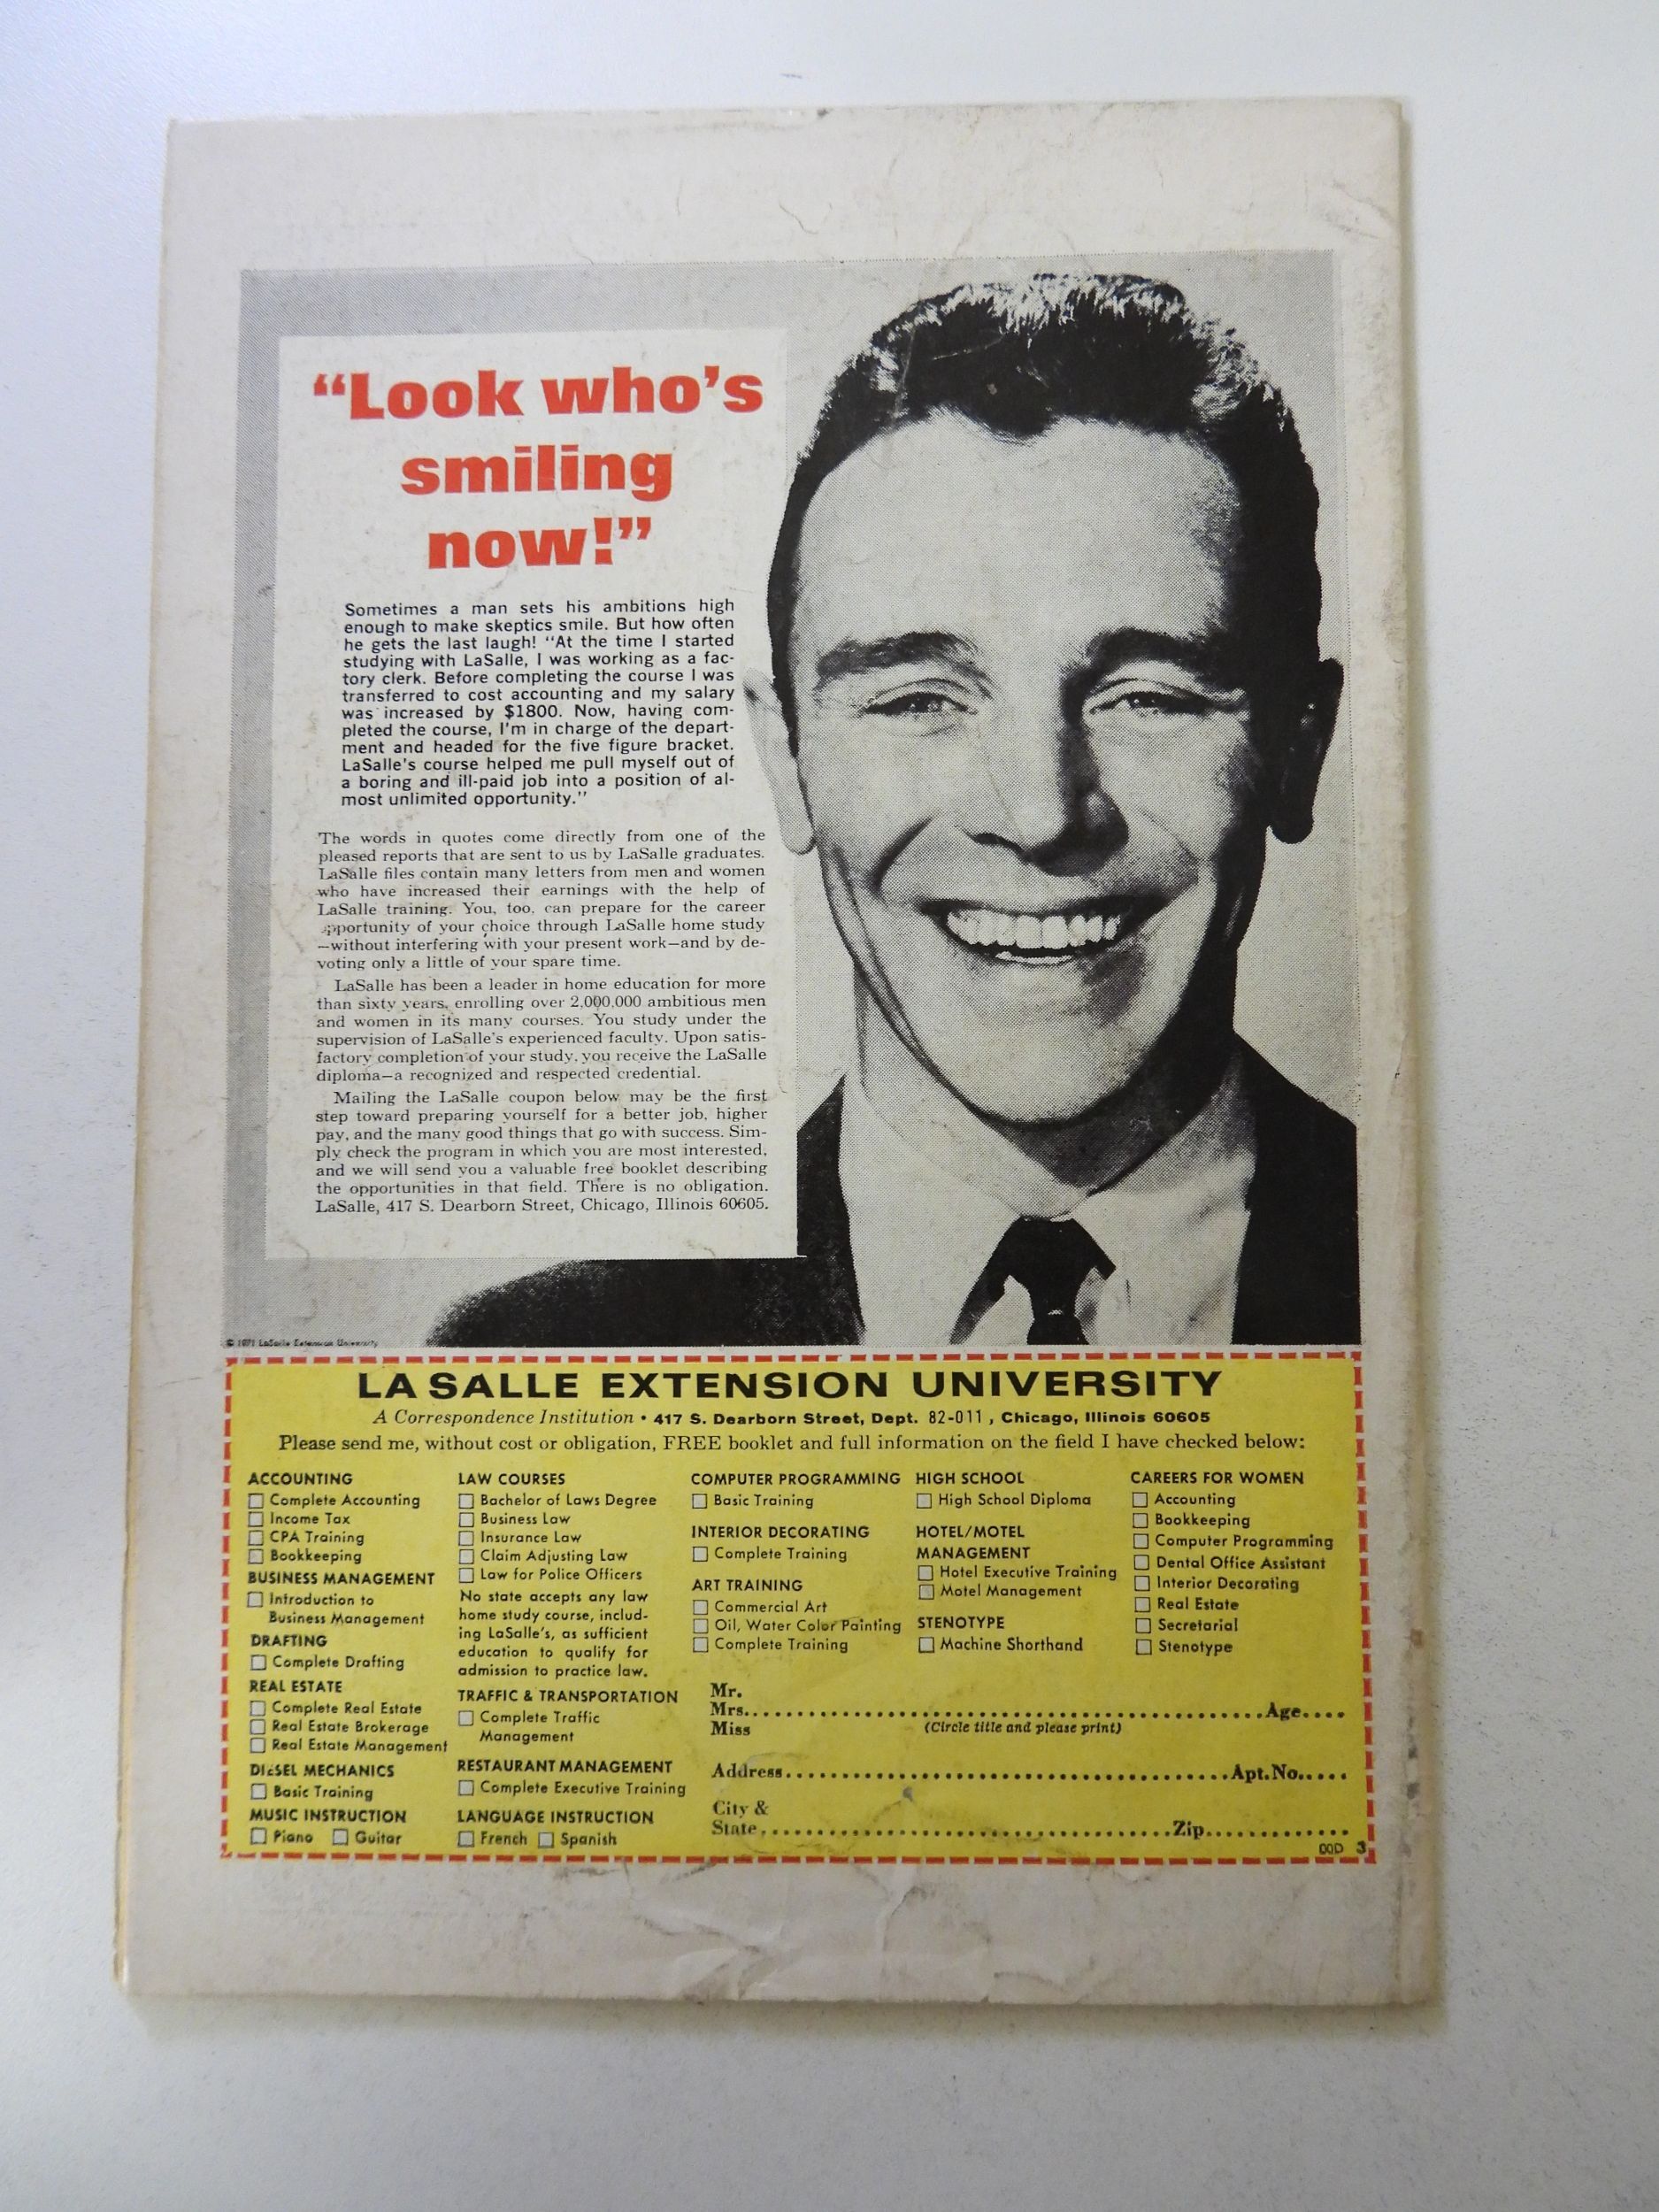 “Look who’s
smiling
now!”
Sometimes a man sets his ambitions high
enough to make skeptics smile. But how often
he gets the last laugh! “At the time I started
studying with LaSalle, I was working as a fac-
tory clerk. Before completing the course I was
transferred to cost accounting and my salary
was increased by $1800. Now, having com-
pleted the course, I’m in charge of the depart-
ment and headed for the five figure bracket.
LaSalle’s course helped me pull myself out of
a boring and ill-paid job into a position of al-
most unlimited opportunity.”
The words in quotes come directly from one of the
pleased reports that are sent to us by LaSalle graduates.
LaSalle files contain many letters from men and women
who have increased their earnings with the help of
LaSalle training. You, too, can prepare for the career
opportunity of your choice through LaSalle home study
—without interfering with your present work—and by de-
voting only a little of your spare time.
LaSalle has been a leader in home education for more
than sixty years, enrolling over 2,000,000 ambitious men
and women in its many courses. You study under the
supervision of LaSalle’s experienced faculty. Upon satis-
factory completion of your study, you receive the LaSalle
diploma—a recognized and respected credential.
Mailing the LaSalle coupon below may be the first
step toward preparing yourself for a better job, higher
pay, and the many good things that go with success. Sim-
ply check the program in which you are most interested,
and we will send you a valuable free booklet describing
the opportunities in that field. There is no obligation.
LaSalle, 417 S. Dearborn Street, Chicago, Illinois 60605.
© 1971 LaSalle Extension University
LA SALLE EXTENSION UNIVERSITY
A Correspondence Institution • 417 S. Dearborn Street, Dept. 82-011, Chicago, Illinois 60605
Please send me, without cost or obligation, FREE booklet and full information on the field I have checked below:
ACCOUNTING
Complete Accounting
Income Tax
CPA Training
Bookkeeping
BUSINESS MANAGEMENT
Introduction to
Business Management
DRAFTING
Complete Drafting
REAL ESTATE
Complete Real Estate
Real Estate Brokerage
Real Estate Management
DIESEL MECHANICS
Basic Training
MUSIC INSTRUCTION
Piano Guitar
LAW COURSES
Bachelor of Laws Degree
Business Law
Insurance Law
Claim Adjusting Law
Law for Police Officers
No state accepts any law
home study course, includ-
ing LaSalle’s, as sufficient
education to qualify for
admission to practice law.
TRAFFIC & TRANSPORTATION
Complete Traffic
Management
RESTAURANT MANAGEMENT
Complete Executive Training
LANGUAGE INSTRUCTION
French Spanish
COMPUTER PROGRAMMING
Basic Training
INTERIOR DECORATING
Complete Training
ART TRAINING
Commercial Art
Oil, Water Color Painting
Complete Training
HIGH SCHOOL
High School Diploma
HOTEL/MOTEL
MANAGEMENT
Hotel Executive Training
Motel Management
STENOTYPE
Machine Shorthand
CAREERS FOR WOMEN
Accounting
Bookkeeping
Computer Programming
Dental Office Assistant
Interior Decorating
Real Estate
Secretarial
Stenotype
Mr.
Mrs. Age
Miss (Circle title and please print)
Address Apt.No.
City &
State Zip
00D 3